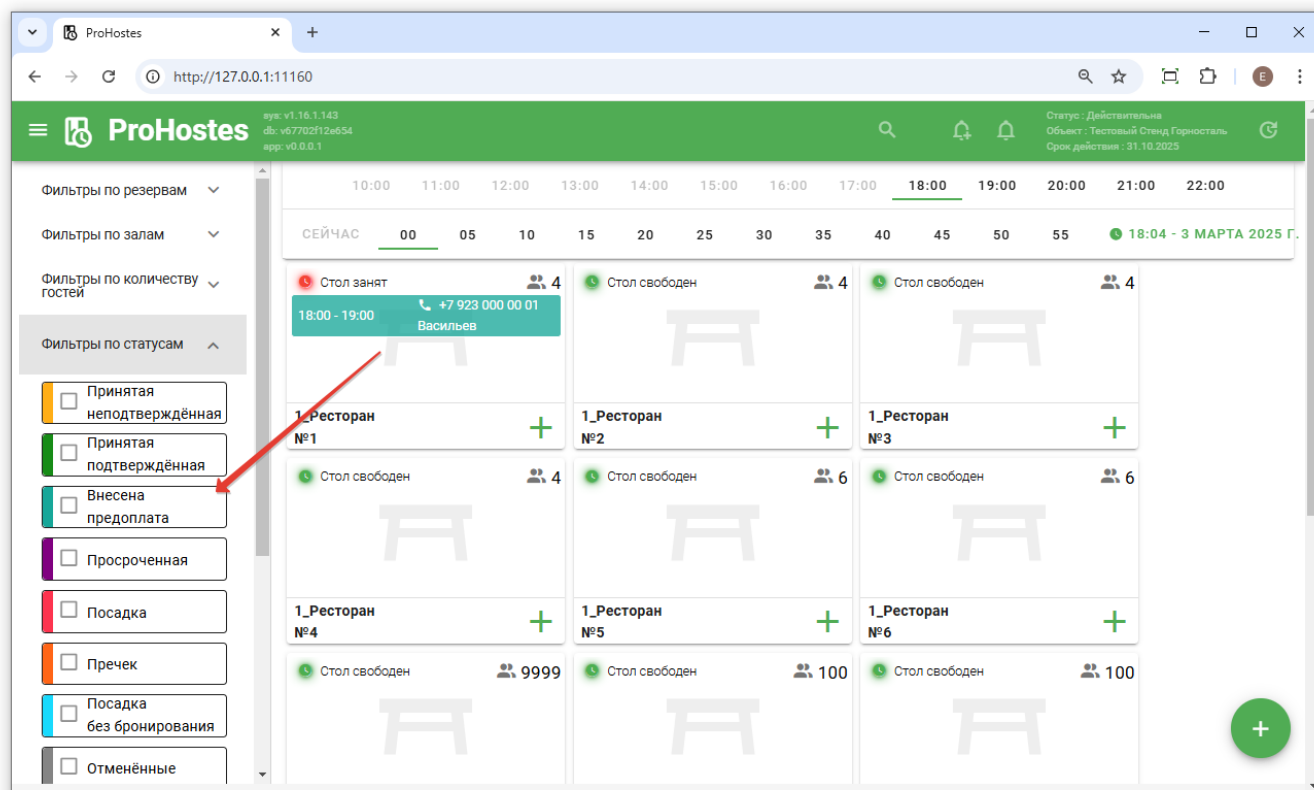 ProHostes
http://127.0.0.1:11160
E
ProHostes
sys: v1.16.1.143
db: v67702f12e654
app: v0.0.0.1
Статус : Действительна
Объект : Тестовый Стенд Горносталь
Срок действия : 31.10.2025
Фильтры по резервам
Фильтры по залам
Фильтры по количеству
гостей
Фильтры по статусам
Принятая
неподтверждённая
Принятая
подтверждённая
Внесена
предоплата
Просроченная
Посадка
Пречек
Посадка
без бронирования
Отменённые
10:00 11:00 12:00 13:00 14:00 15:00 16:00 17:00 18:00 19:00 20:00 21:00 22:00
СЕЙЧАС 00 05 10 15 20 25 30 35 40 45 50 55 18:04 - 3 МАРТА 2025 Г.
Стол занят 4
18:00 - 19:00 +7 923 000 00 01
Васильев
1_Ресторан
№1
Стол свободен 4
1_Ресторан
№2
Стол свободен 4
1_Ресторан
№3
Стол свободен 4
1_Ресторан
№4
Стол свободен 6
1_Ресторан
№5
Стол свободен 6
1_Ресторан
№6
Стол свободен 9999
Стол свободен 100
Стол свободен 100